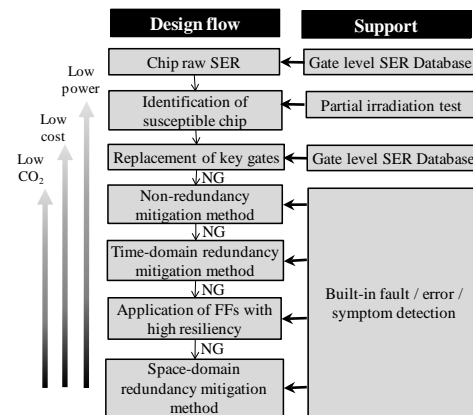 Design flow
Support
Chip raw SER
Gate level SER Database
Low
power
Identification of
susceptible chip
Partial irradiation test
Low
cost
Replacement of key gates
Gate level SER Database
Low
CO₂
NG
Non-redundancy
mitigation method
NG
Time-domain redundancy
mitigation method
NG
Application of FFs with
high resiliency
Built-in fault / error /
symptom detection
NG
Space-domain
redundancy mitigation
method